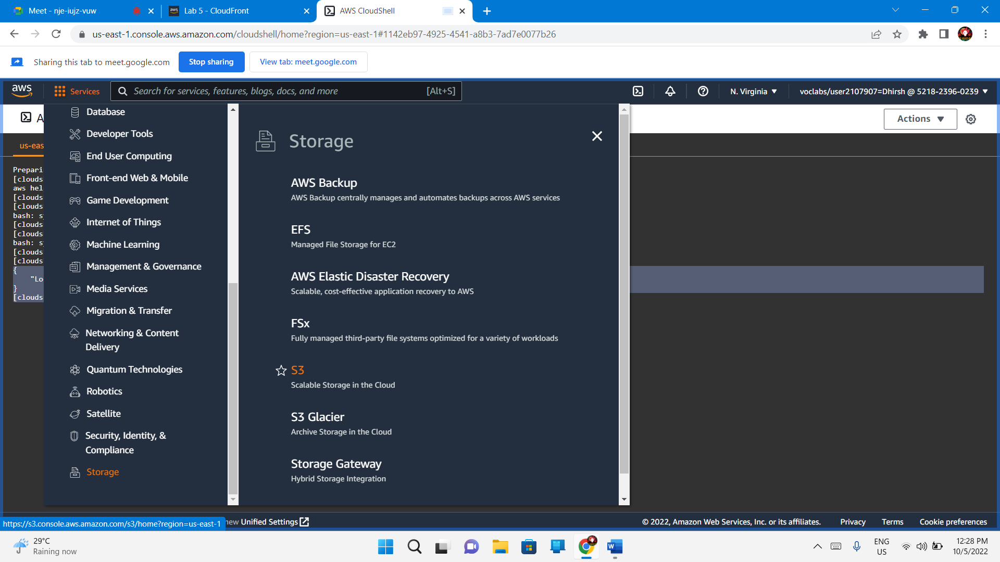 Meet - nje-iujz-vuw
Lab 5 - CloudFront
AWS CloudShell
us-east-1.console.aws.amazon.com/cloudshell/home?region=us-east-1#1142eb97-4925-4541-a8b3-7ad7e0077b26
Sharing this tab to meet.google.com
Stop sharing
View tab: meet.google.com
aws
Services
Search for services, features, blogs, docs, and more
[Alt+S]
N. Virginia
voclabs/user2107907=Dhirsh @ 5218-2396-0239
A
Actions
us-eas
Prepari
[clouds
aws hel
[clouds
[clouds
bash: s
[clouds
[clouds
bash: s
[clouds
[clouds
{
"Lo
}
[clouds
Database
Developer Tools
End User Computing
Front-end Web & Mobile
Game Development
Internet of Things
Machine Learning
Management & Governance
Media Services
Migration & Transfer
Networking & Content
Delivery
Quantum Technologies
Robotics
Satellite
Security, Identity, &
Compliance
Storage
Storage
AWS Backup
AWS Backup centrally manages and automates backups across AWS services
EFS
Managed File Storage for EC2
AWS Elastic Disaster Recovery
Scalable, cost-effective application recovery to AWS
FSx
Fully managed third-party file systems optimized for a variety of workloads
S3
Scalable Storage in the Cloud
S3 Glacier
Archive Storage in the Cloud
Storage Gateway
Hybrid Storage Integration
https://s3.console.aws.amazon.com/s3/home?region=us-east-1
new Unified Settings
© 2022, Amazon Web Services, Inc. or its affiliates.
Privacy
Terms
Cookie preferences
29°C
Raining now
ENG
US
12:28 PM
10/5/2022